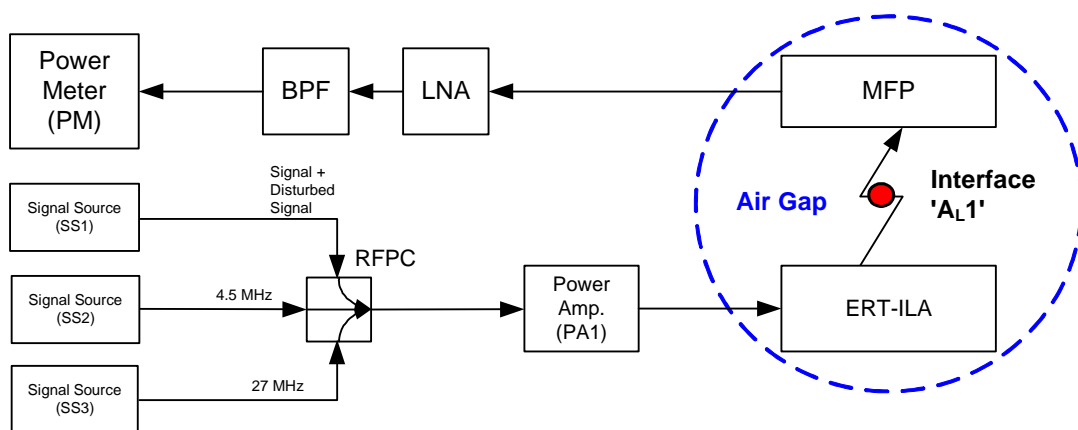 Power
Meter
(PM)
BPF
LNA
MFP
Signal +
Disturbed
Signal
Air Gap
Interface
'AL1'
Signal Source
(SS1)
RFPC
Signal Source
(SS2)
4.5 MHz
Power
Amp.
(PA1)
ERT-ILA
Signal Source
(SS3)
27 MHz